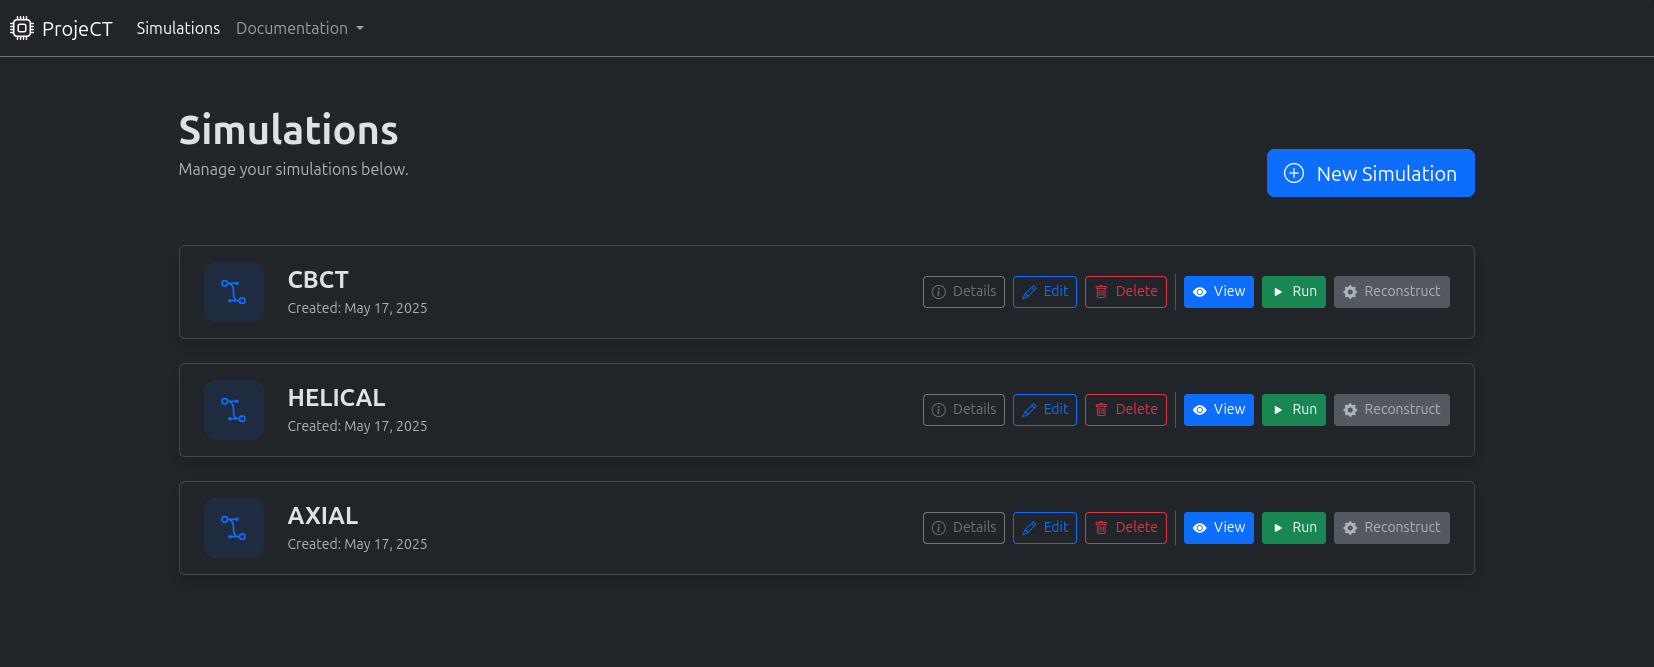 ProjeCT Simulations Documentation
Simulations
Manage your simulations below.
New Simulation
CBCT
Created: May 17, 2025
Details Edit Delete View Run Reconstruct
HELICAL
Created: May 17, 2025
Details Edit Delete View Run Reconstruct
AXIAL
Created: May 17, 2025
Details Edit Delete View Run Reconstruct